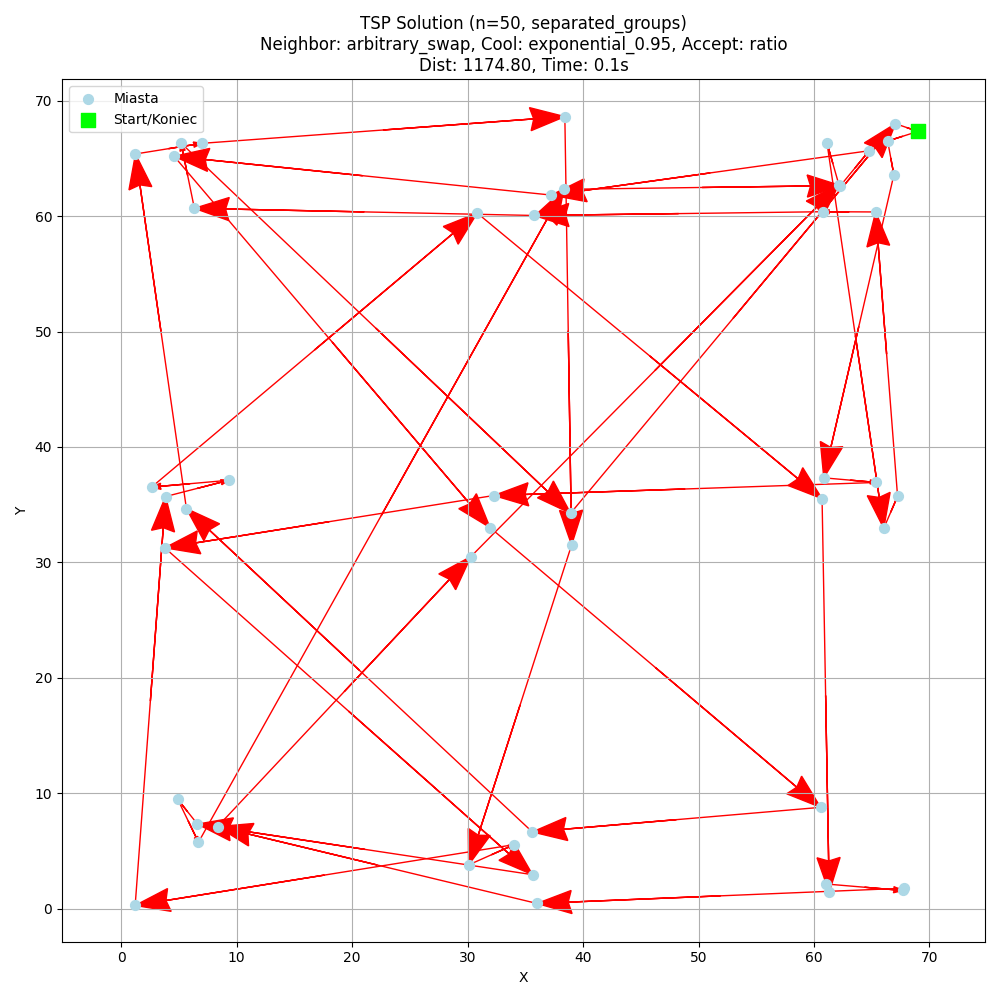 TSP Solution (n=50, separated_groups)
Neighbor: arbitrary_swap, Cool: exponential_0.95, Accept: ratio
Dist: 1174.80, Time: 0.1s
Miasta
Start/Koniec
70
60
50
40
30
20
10
0
Y
0 10 20 30 40 50 60 70
X